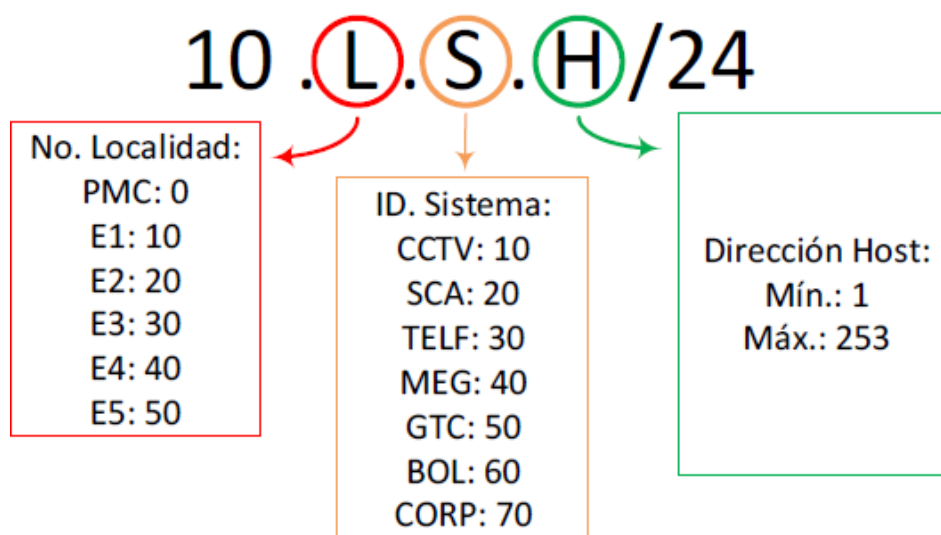 10 .L.S.H/24
No. Localidad:
PMC: 0
E1: 10
E2: 20
E3: 30
E4: 40
E5: 50
ID. Sistema:
CCTV: 10
SCA: 20
TELF: 30
MEG: 40
GTC: 50
BOL: 60
CORP: 70
Dirección Host:
Mín.: 1
Máx.: 253